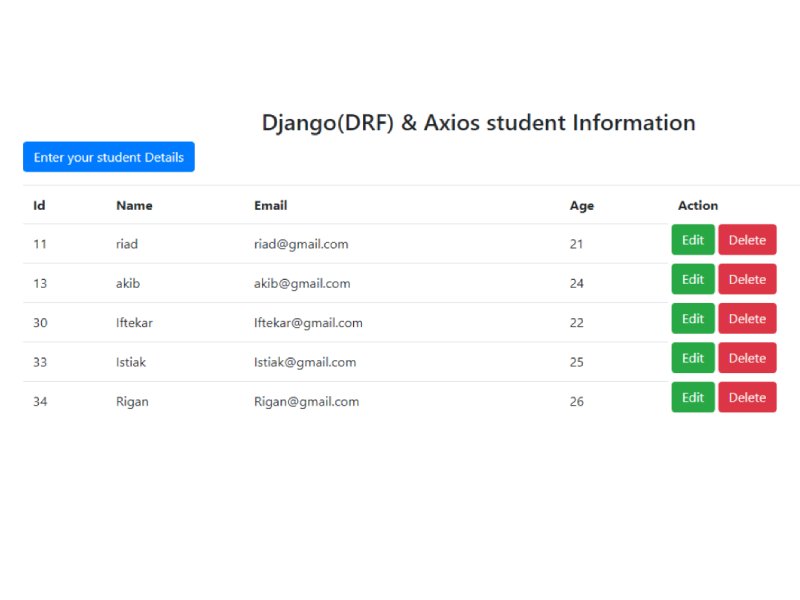 Django(DRF) & Axios student Information
Enter your student Details
Id Name Email Age Action
11 riad riad@gmail.com 21 Edit Delete
13 akib akib@gmail.com 24 Edit Delete
30 Iftekar Iftekar@gmail.com 22 Edit Delete
33 Istiak Istiak@gmail.com 25 Edit Delete
34 Rigan Rigan@gmail.com 26 Edit Delete